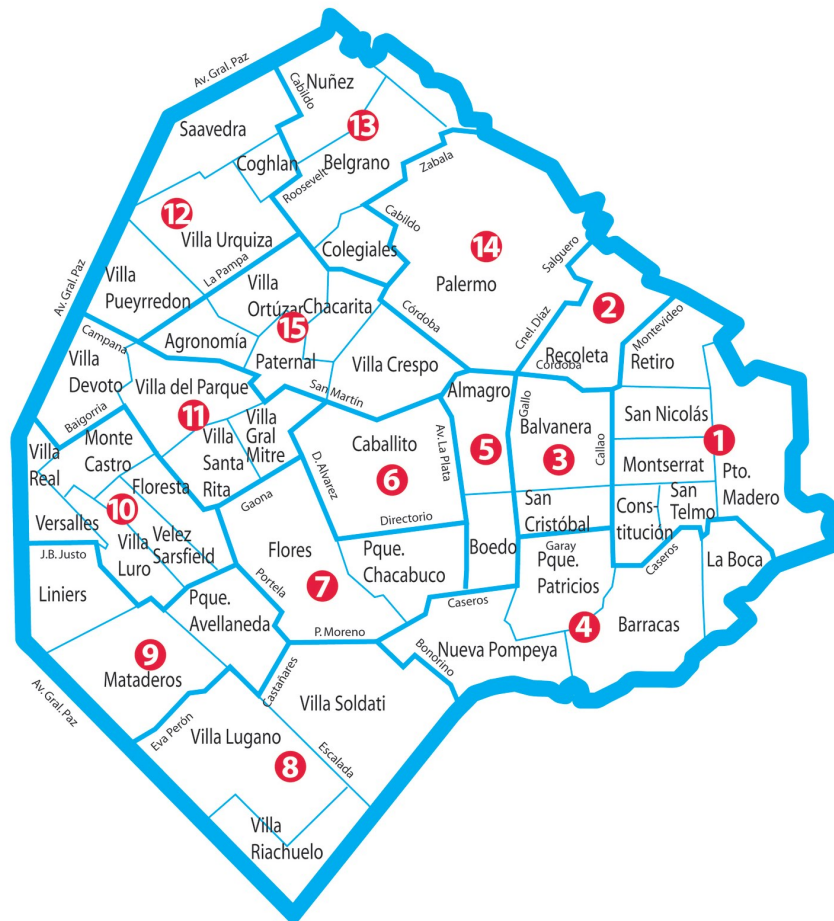 Av. Gral. Paz
Cabildo
Nuñez
Saavedra
13
Coghlan
Belgrano
Zabala
Roosevelt
12
Cabildo
Villa Urquiza
Colegiales
14
Salguero
Av. Gral. Paz
La Pampa
Villa
Pueyrredon
Villa
Ortúzar
Chacarita
Palermo
Córdoba
2
Cnel. Díaz
Montevideo
Campana
Agronomía
15
Paternal
Villa Crespo
Recoleta
Córdoba
Retiro
Villa
Devoto
Villa del Parque
San Martín
Almagro
Gallo
Baigorria
11
Villa
Gral
Mitre
San Nicolás
Villa
Real
Monte
Castro
Villa
Santa
Rita
Caballito
6
D. Alvarez
Av. La Plata
5
Balvanera
3
Callao
1
Montserrat
Pto.
Madero
Floresta
Gaona
Versalles
10
Directorio
San
Cristóbal
Cons-
titución
San
Telmo
Villa
Luro
Velez
Sarsfield
Flores
Pque.
Chacabuco
Boedo
Garay
Pque.
Patricios
Caseros
La Boca
J.B. Justo
Liniers
Portela
7
Pque.
Avellaneda
Caseros
4
Barracas
P. Moreno
Bonorino
Nueva Pompeya
9
Mataderos
Castañares
Villa Soldati
Av. Gral. Paz
Eva Perón
Villa Lugano
8
Escalada
Villa
Riachuelo